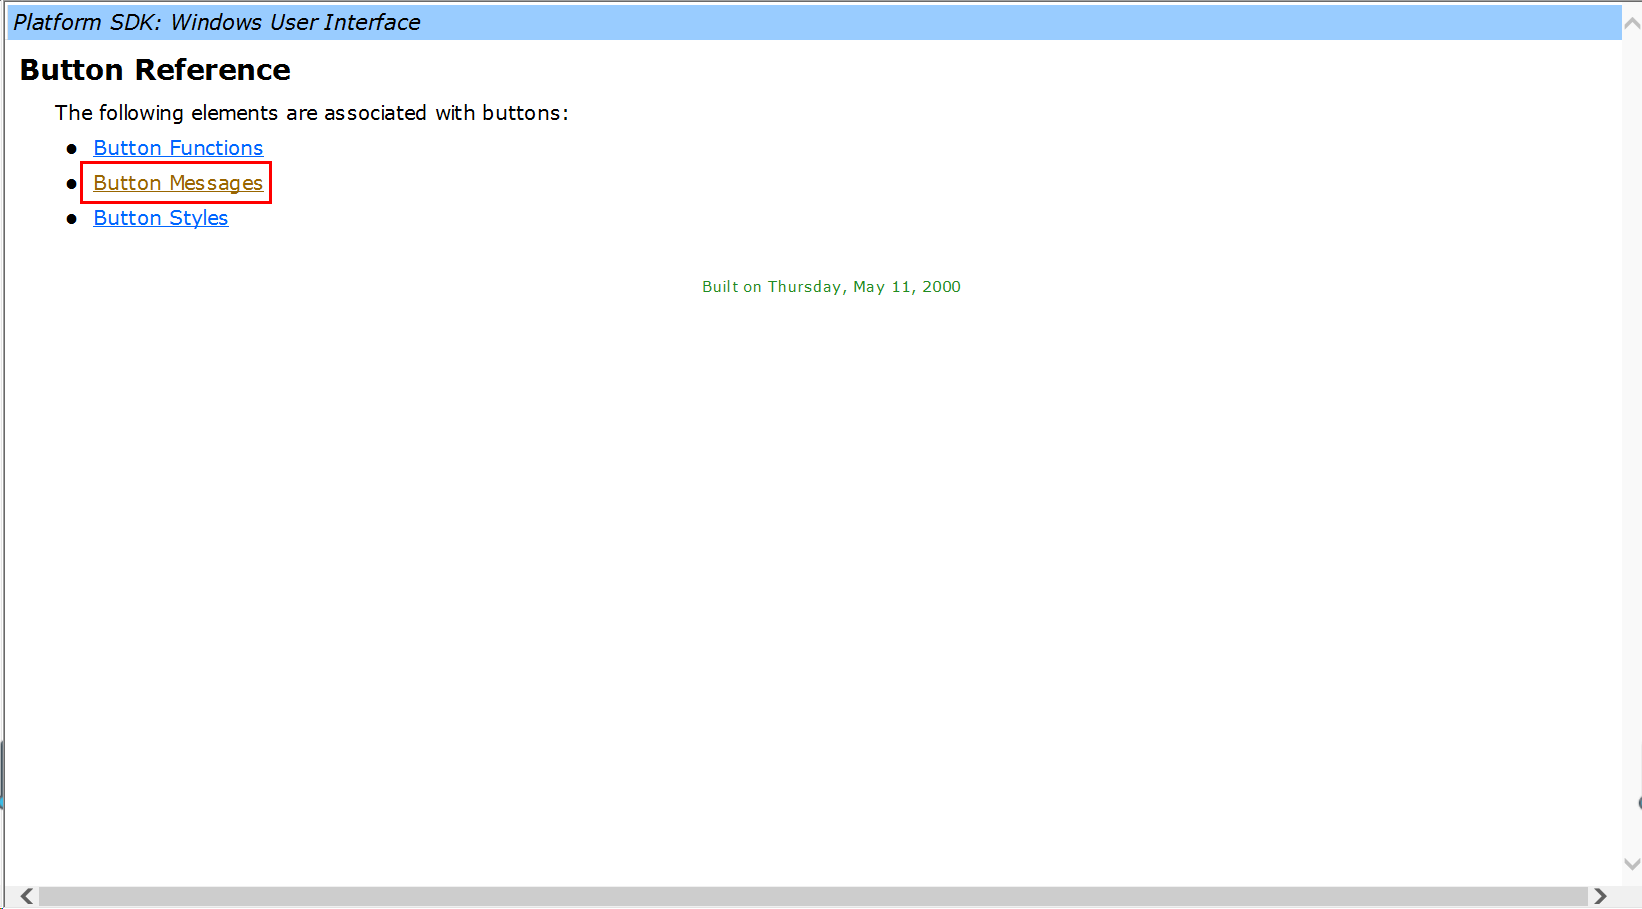 Platform SDK: Windows User Interface
Button Reference
The following elements are associated with buttons:
Button Functions
Button Messages
Button Styles
Built on Thursday, May 11, 2000